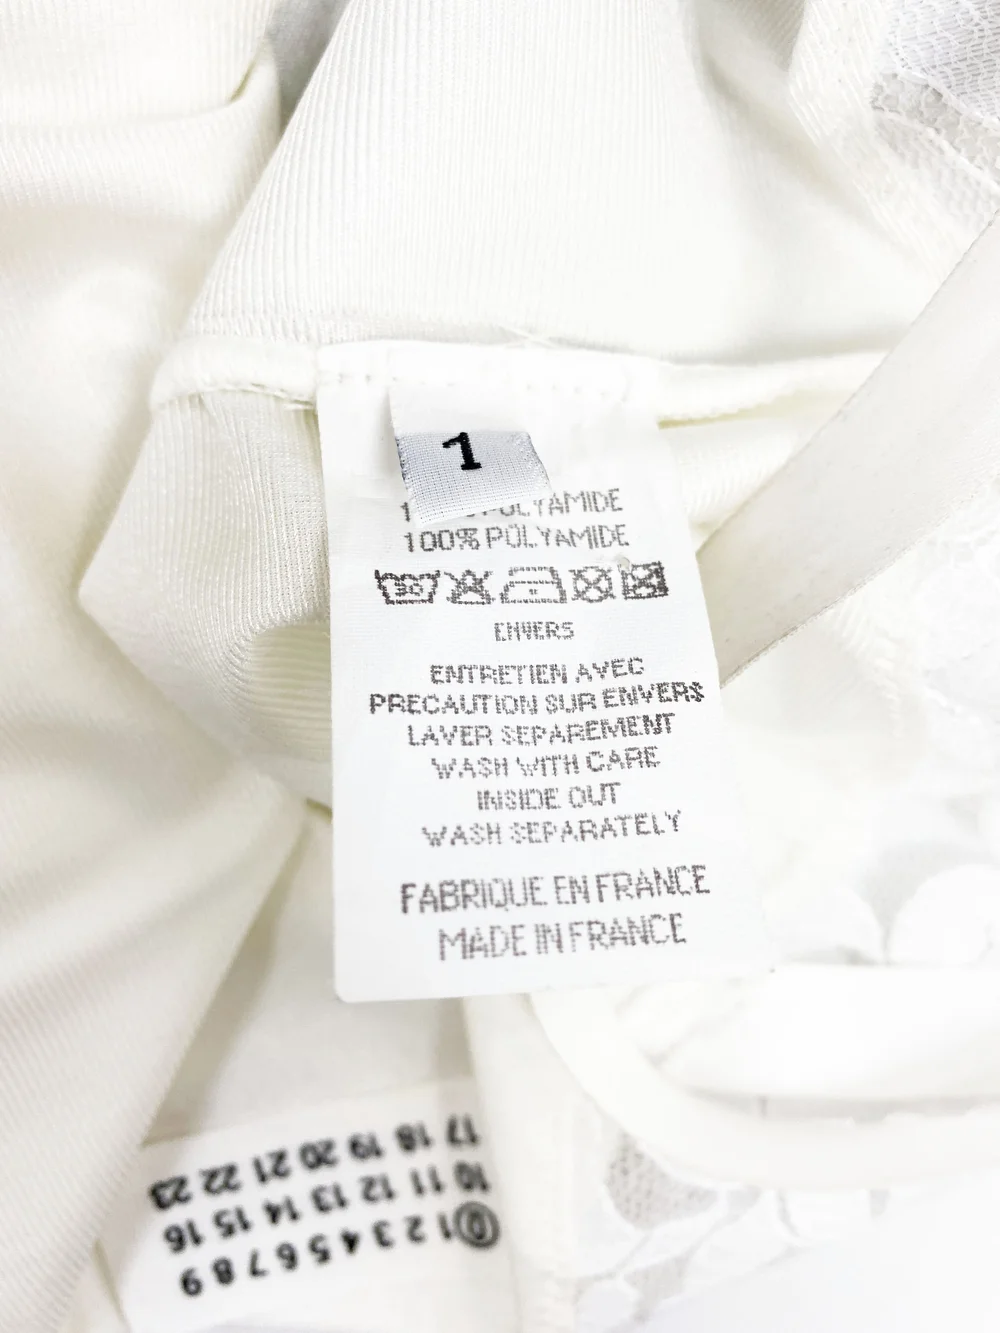 1
POLYAMIDE
100% POLYAMIDE
30
ENVERS
ENTRETIEN AVEC
PRECAUTION SUR ENVERS
LAVER SEPAREMENT
WASH WITH CARE
INSIDE OUT
WASH SEPARATELY
FABRIQUE EN FRANCE
MADE IN FRANCE
0 1 2 3 4 5 6 7 8 9
10 11 12 13 14 15 16
17 18 19 20 21 22 23